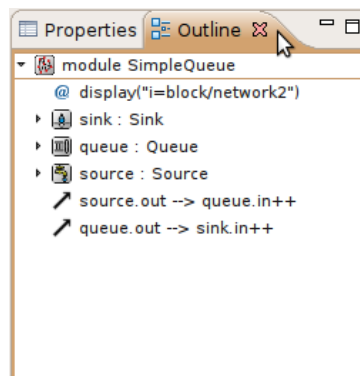 Properties Outline
module SimpleQueue
@ display("i=block/network2")
sink : Sink
queue : Queue
source : Source
source.out --> queue.in++
queue.out --> sink.in++